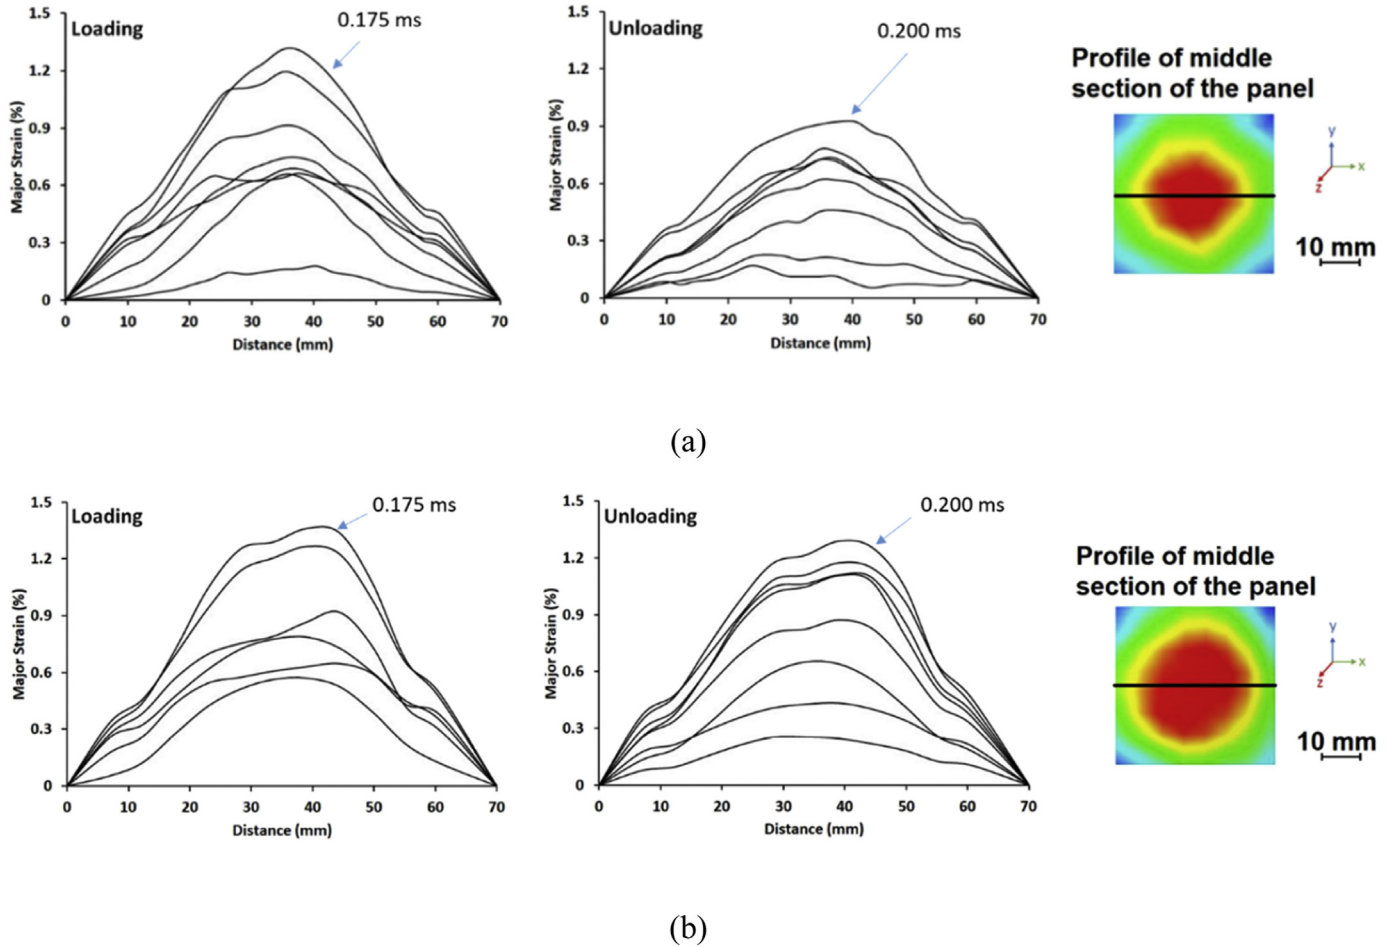 Loading
0.175 ms
1.5
1.2
0.9
0.6
0.3
0
Major Strain (%)
0 10 20 30 40 50 60 70
Distance (mm)
Unloading
0.200 ms
1.5
1.2
0.9
0.6
0.3
0
Major Strain (%)
0 10 20 30 40 50 60 70
Distance (mm)
Profile of middle
section of the panel
y
x
z
10 mm
(a)
Loading
0.175 ms
1.5
1.2
0.9
0.6
0.3
0
Major Strain (%)
0 10 20 30 40 50 60 70
Distance (mm)
Unloading
0.200 ms
1.5
1.2
0.9
0.6
0.3
0
Major Strain (%)
0 10 20 30 40 50 60 70
Distance (mm)
Profile of middle
section of the panel
y
x
z
10 mm
(b)